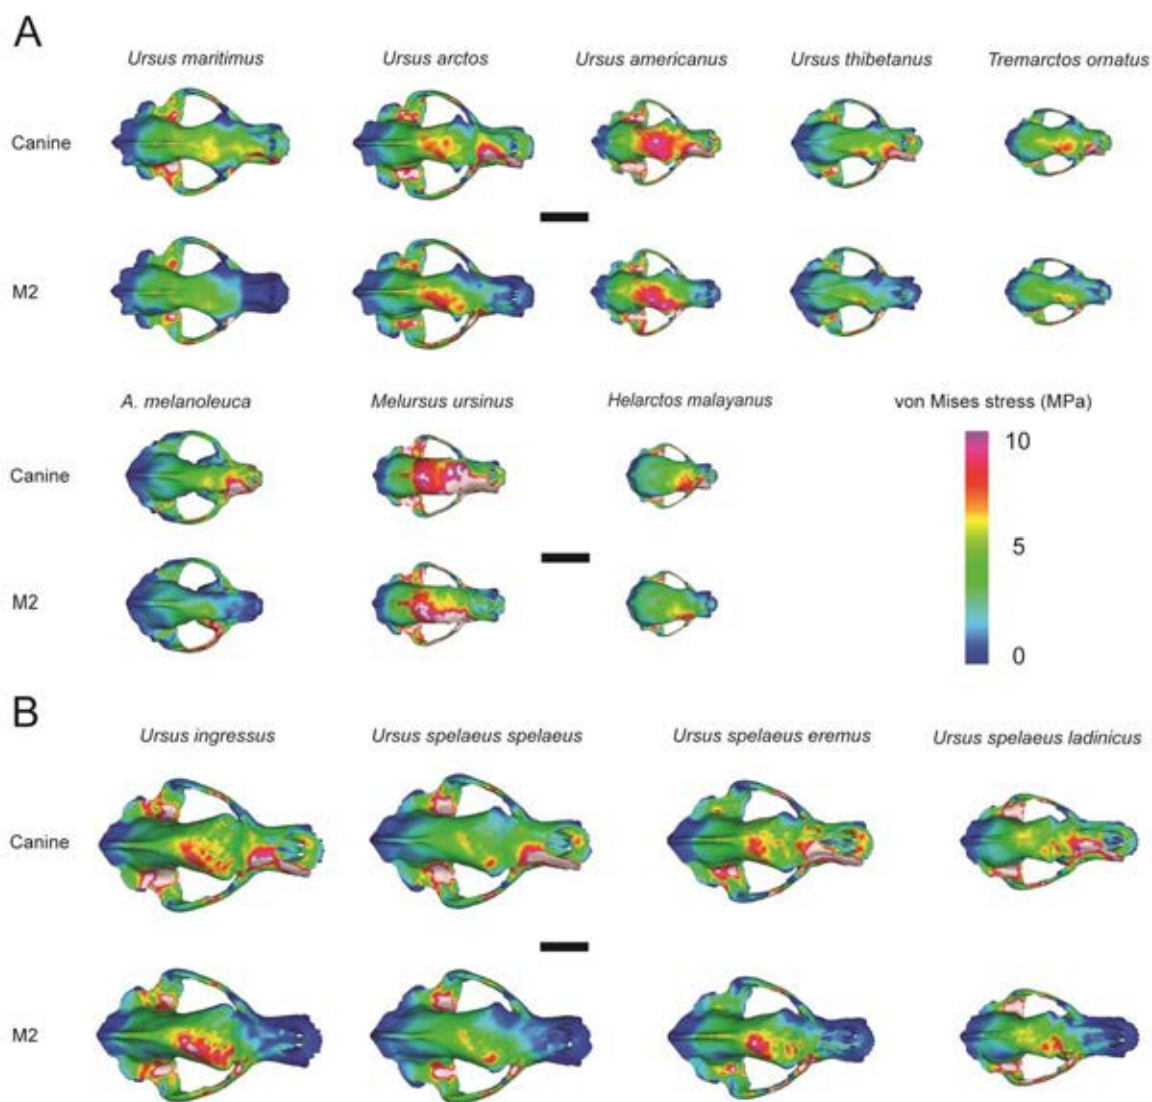 A
Ursus maritimus Ursus arctos Ursus americanus Ursus thibetanus Tremarctos ornatus
Canine
M2
A. melanoleuca Melursus ursinus Helarctos malayanus von Mises stress (MPa)
10
Canine
5
M2
0
B
Ursus ingressus Ursus spelaeus spelaeus Ursus spelaeus eremus Ursus spelaeus ladinicus
Canine
M2